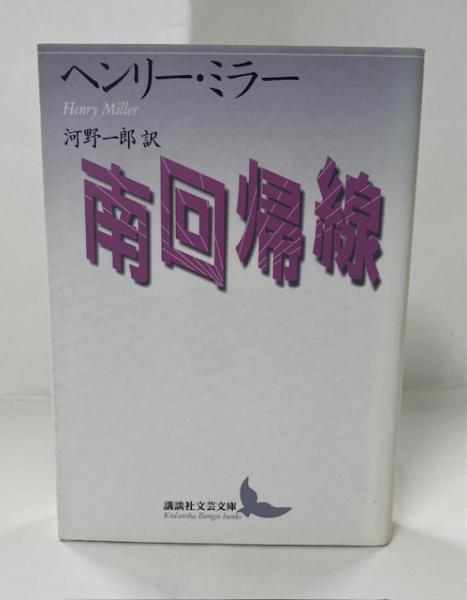 ヘンリー・ミラー
Henry Miller
河野一郎 訳
南回帰線
講談社文芸文庫
Kōdansha Bungei bunko